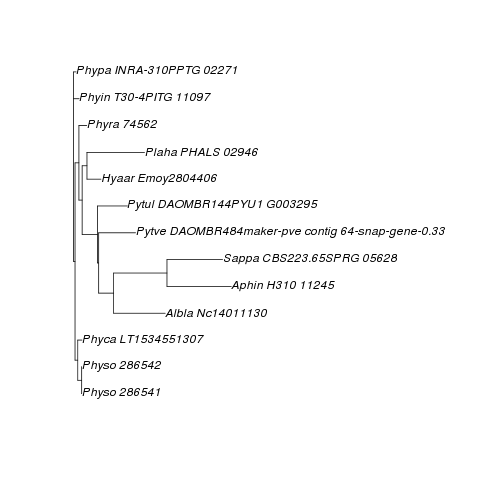 Phypa INRA-310PPTG 02271
Phyin T30-4PITG 11097
Phyra 74562
Plaha PHALS 02946
Hyaar Emoy2804406
Pytul DAOMBR144PYU1 G003295
Pytve DAOMBR484maker-pve contig 64-snap-gene-0.33
Sappa CBS223.65SPRG 05628
Aphin H310 11245
Albla Nc14011130
Phyca LT1534551307
Physo 286542
Physo 286541